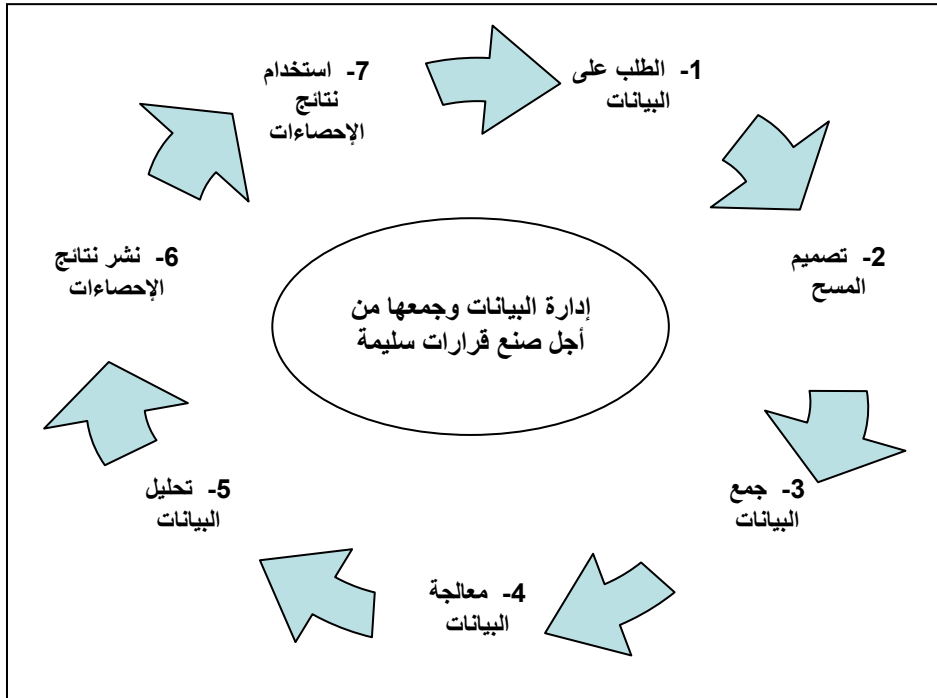 1- الطلب على
البيانات
2- تصميم
المسح
3- جمع
البيانات
4- معالجة
البيانات
5- تحليل
البيانات
6- نشر نتائج
الإحصاءات
7- استخدام
نتائج
الإحصاءات
إدارة البيانات وجمعها من
أجل صنع قرارات سليمة